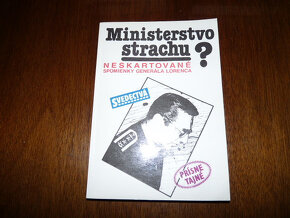 Ministerstvo
strachu?
NESKARTOVANÉ
SPOMIENKY GENERÁLA LORENCA
SVEDECTVÁ
PRÍSNE
TAJNÉ